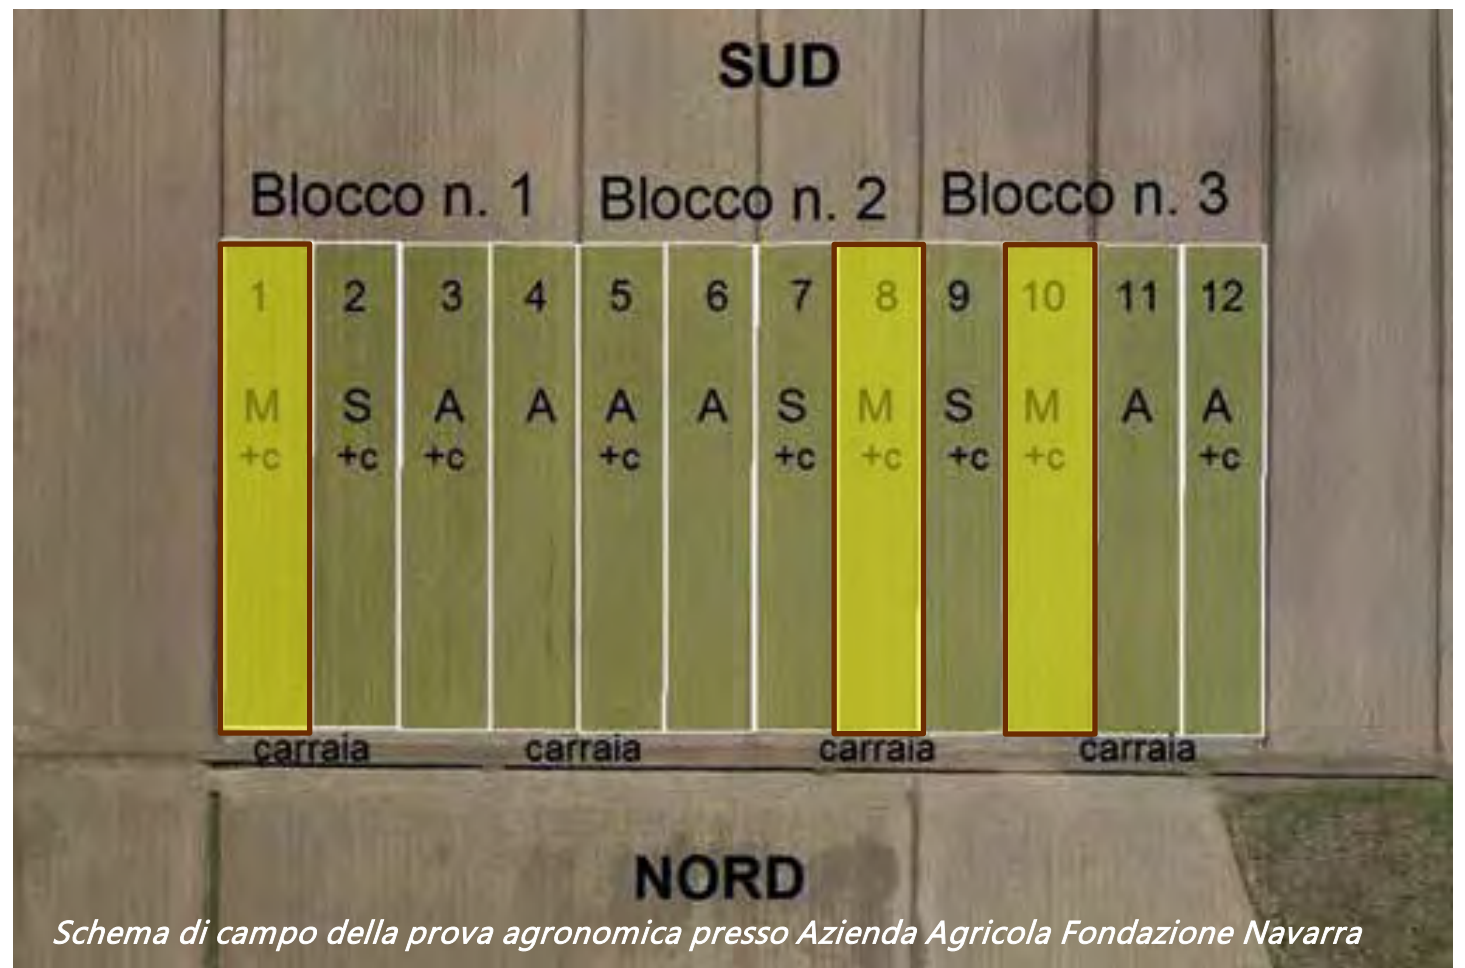 SUD
Blocco n. 1 Blocco n. 2 Blocco n. 3
1 2 3 4 5 6 7 8 9 10 11 12
M S A A A A S M S M A A
+c +c +c +c +c +c +c +c +c
carraia carraia carraia carraia
NORD
Schema di campo della prova agronomica presso Azienda Agricola Fondazione Navarra